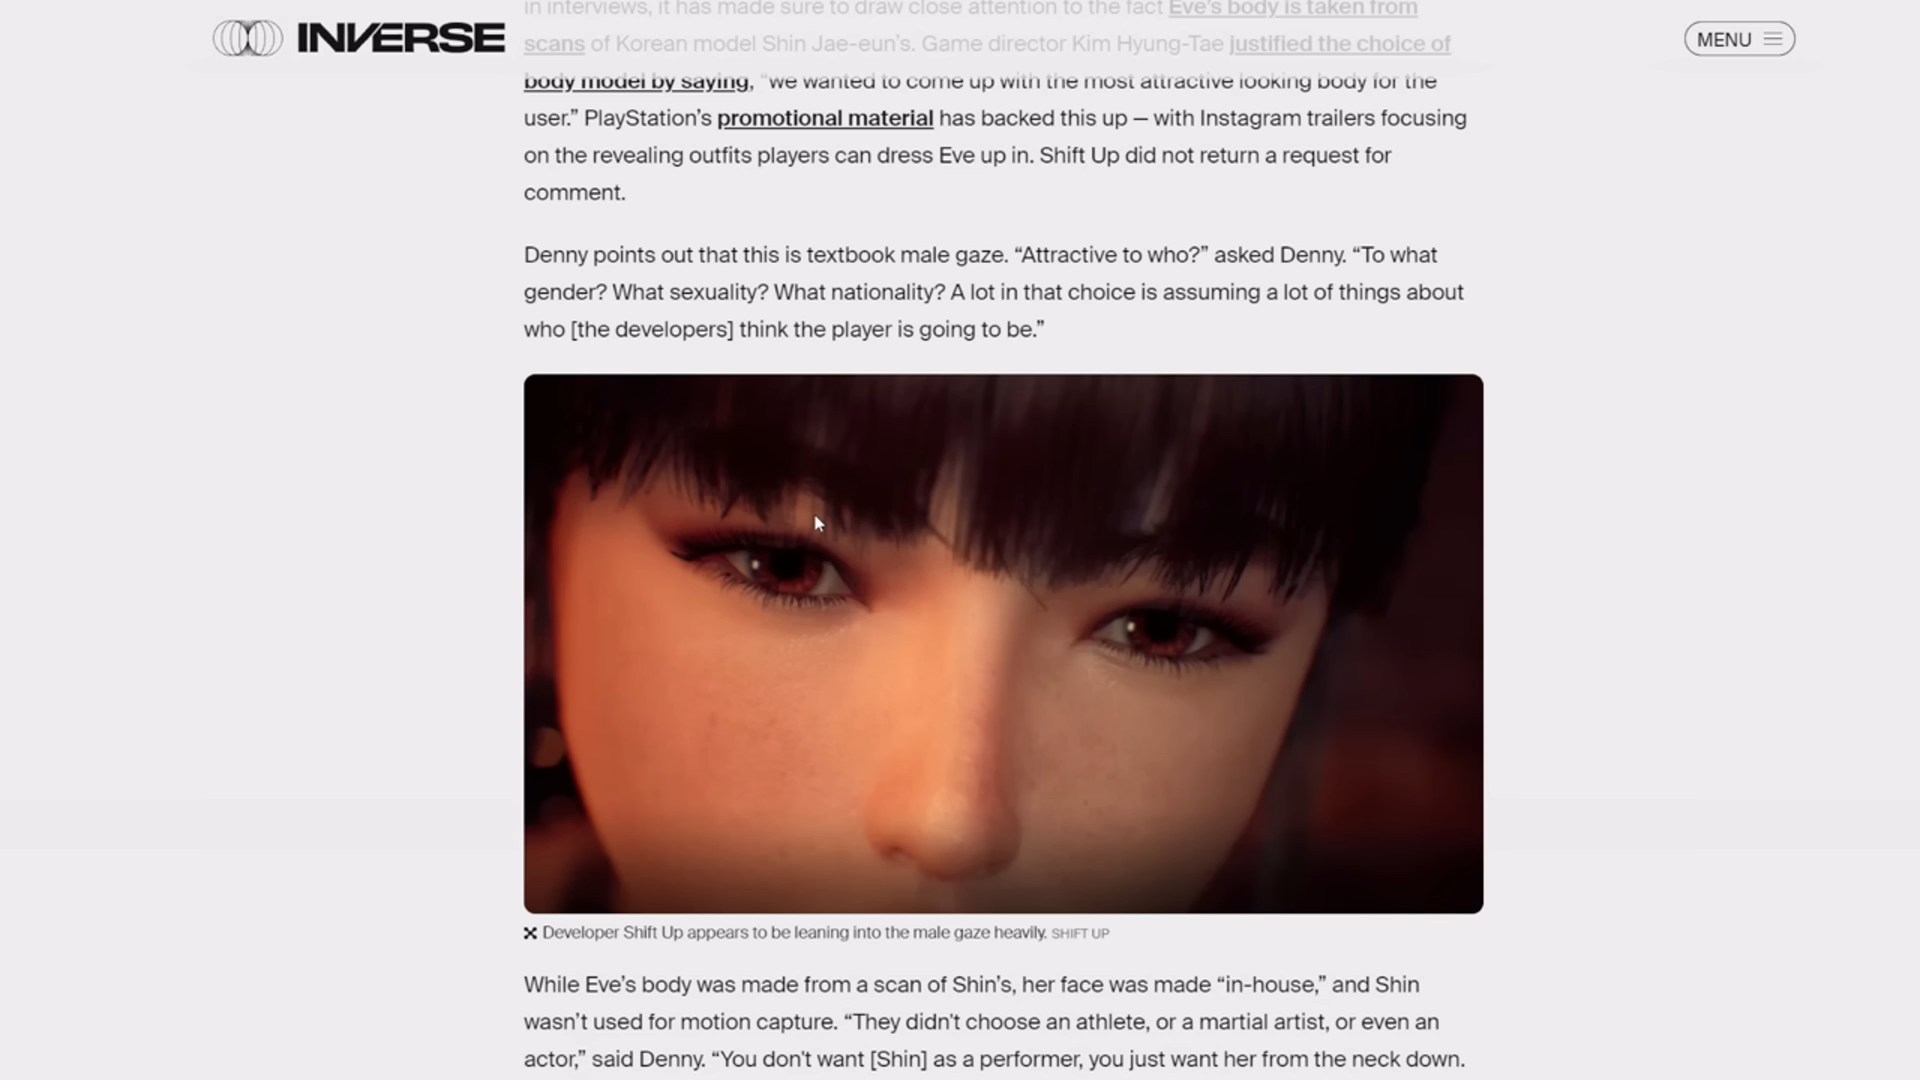 in interviews, it has made sure to draw close attention to the fact Eve's body is taken from
INVERSE
scans of Korean model Shin Jae-eun's. Game director Kim Hyung-Tae justified the choice of
MENU
body model by saying, “we wanted to come up with the most attractive looking body for the
user.” PlayStation’s promotional material has backed this up — with Instagram trailers focusing
on the revealing outfits players can dress Eve up in. Shift Up did not return a request for
comment.
Denny points out that this is textbook male gaze. “Attractive to who?” asked Denny. “To what
gender? What sexuality? What nationality? A lot in that choice is assuming a lot of things about
who [the developers] think the player is going to be.”
Developer Shift Up appears to be leaning into the male gaze heavily. SHIFT UP
While Eve’s body was made from a scan of Shin’s, her face was made “in-house,” and Shin
wasn’t used for motion capture. “They didn't choose an athlete, or a martial artist, or even an
actor,” said Denny. “You don't want [Shin] as a performer, you just want her from the neck down.